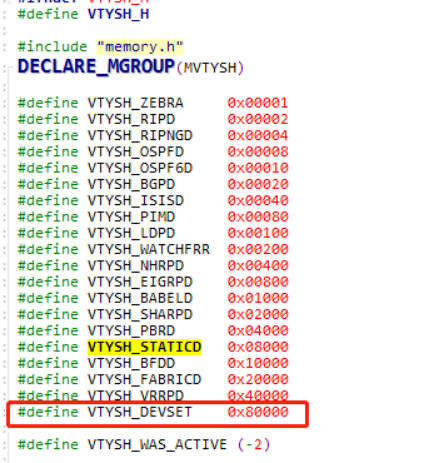 #define VTYSH_H
#include "memory.h"
DECLARE_MGROUP(MVTYSH)
#define VTYSH_ZEBRA 0x00001
#define VTYSH_RIPD 0x00002
#define VTYSH_RIPNGD 0x00004
#define VTYSH_OSPFD 0x00008
#define VTYSH_OSPF6D 0x00010
#define VTYSH_BGPD 0x00020
#define VTYSH_ISISD 0x00040
#define VTYSH_PIMD 0x00080
#define VTYSH_LDPD 0x00100
#define VTYSH_WATCHFRR 0x00200
#define VTYSH_NHRPD 0x00400
#define VTYSH_EIGRPD 0x00800
#define VTYSH_BABELD 0x01000
#define VTYSH_SHARPD 0x02000
#define VTYSH_PBRD 0x04000
#define VTYSH_STATICD 0x08000
#define VTYSH_BFDD 0x10000
#define VTYSH_FABRICD 0x20000
#define VTYSH_VRRPD 0x40000
#define VTYSH_DEVSET 0x80000
#define VTYSH_WAS_ACTIVE (-2)